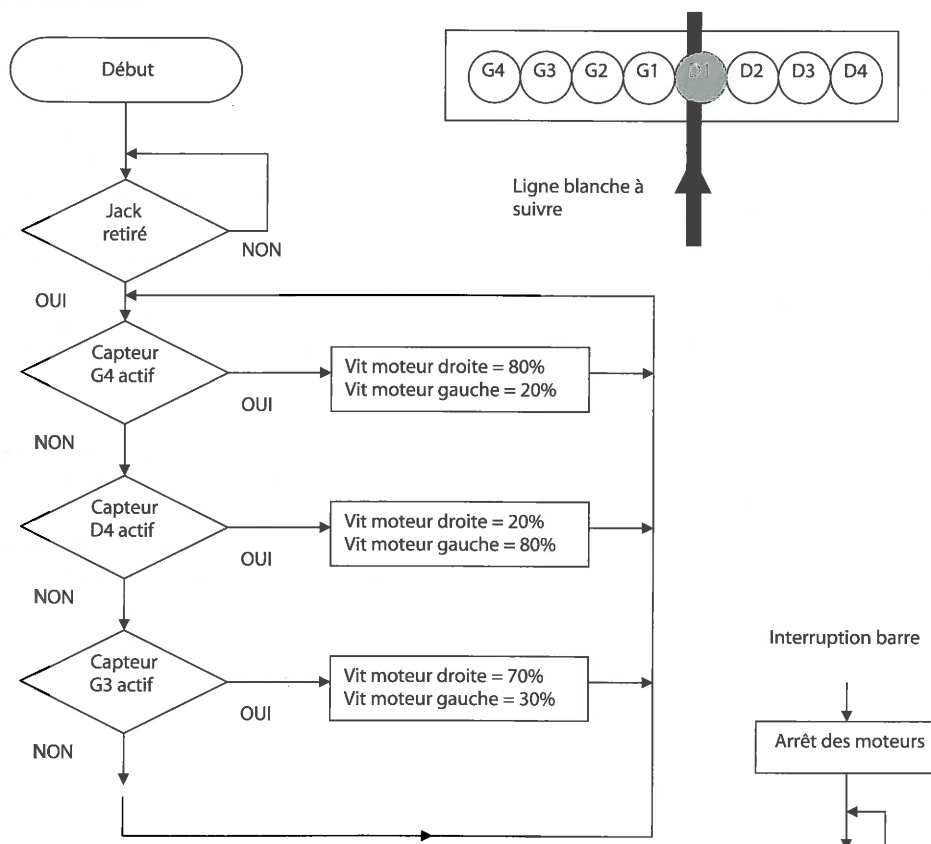 Début
G4 G3 G2 G1 D1 D2 D3 D4
Ligne blanche à
suivre
Jack
retiré
NON
OUI
Capteur
G4 actif
OUI
Vit moteur droite = 80%
Vit moteur gauche = 20%
NON
Capteur
D4 actif
OUI
Vit moteur droite = 20%
Vit moteur gauche = 80%
NON
Capteur
G3 actif
OUI
Vit moteur droite = 70%
Vit moteur gauche = 30%
NON
Interruption barre
Arrêt des moteurs